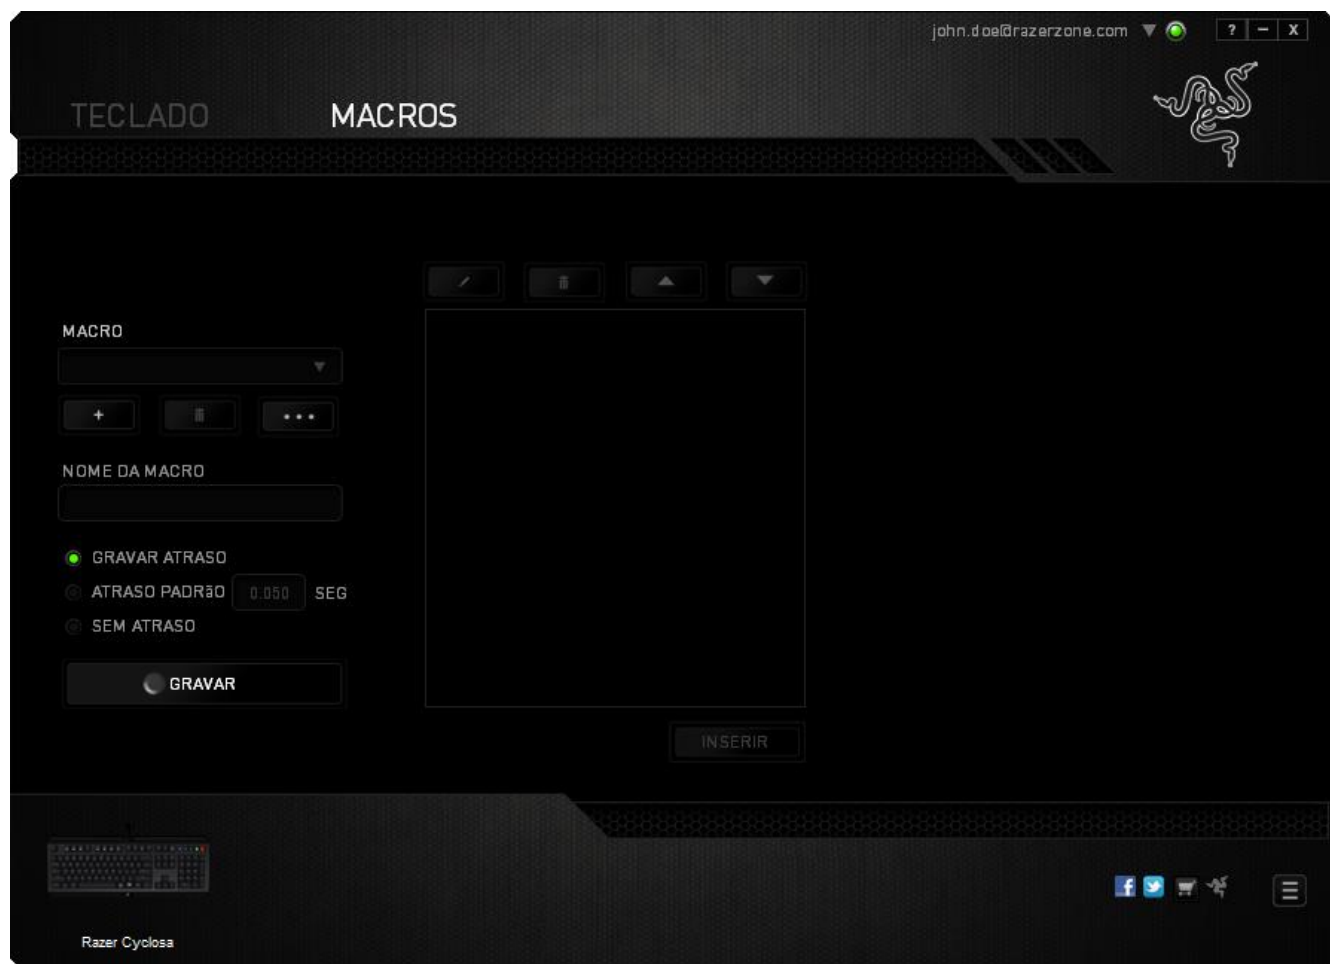 john.doe@razerzone.com
? – X
TECLADO
MACROS
MACRO
NOME DA MACRO
GRAVAR ATRASO
ATRASO PADRãO 0.050 SEG
SEM ATRASO
GRAVAR
INSERIR
Razer Cyclosa